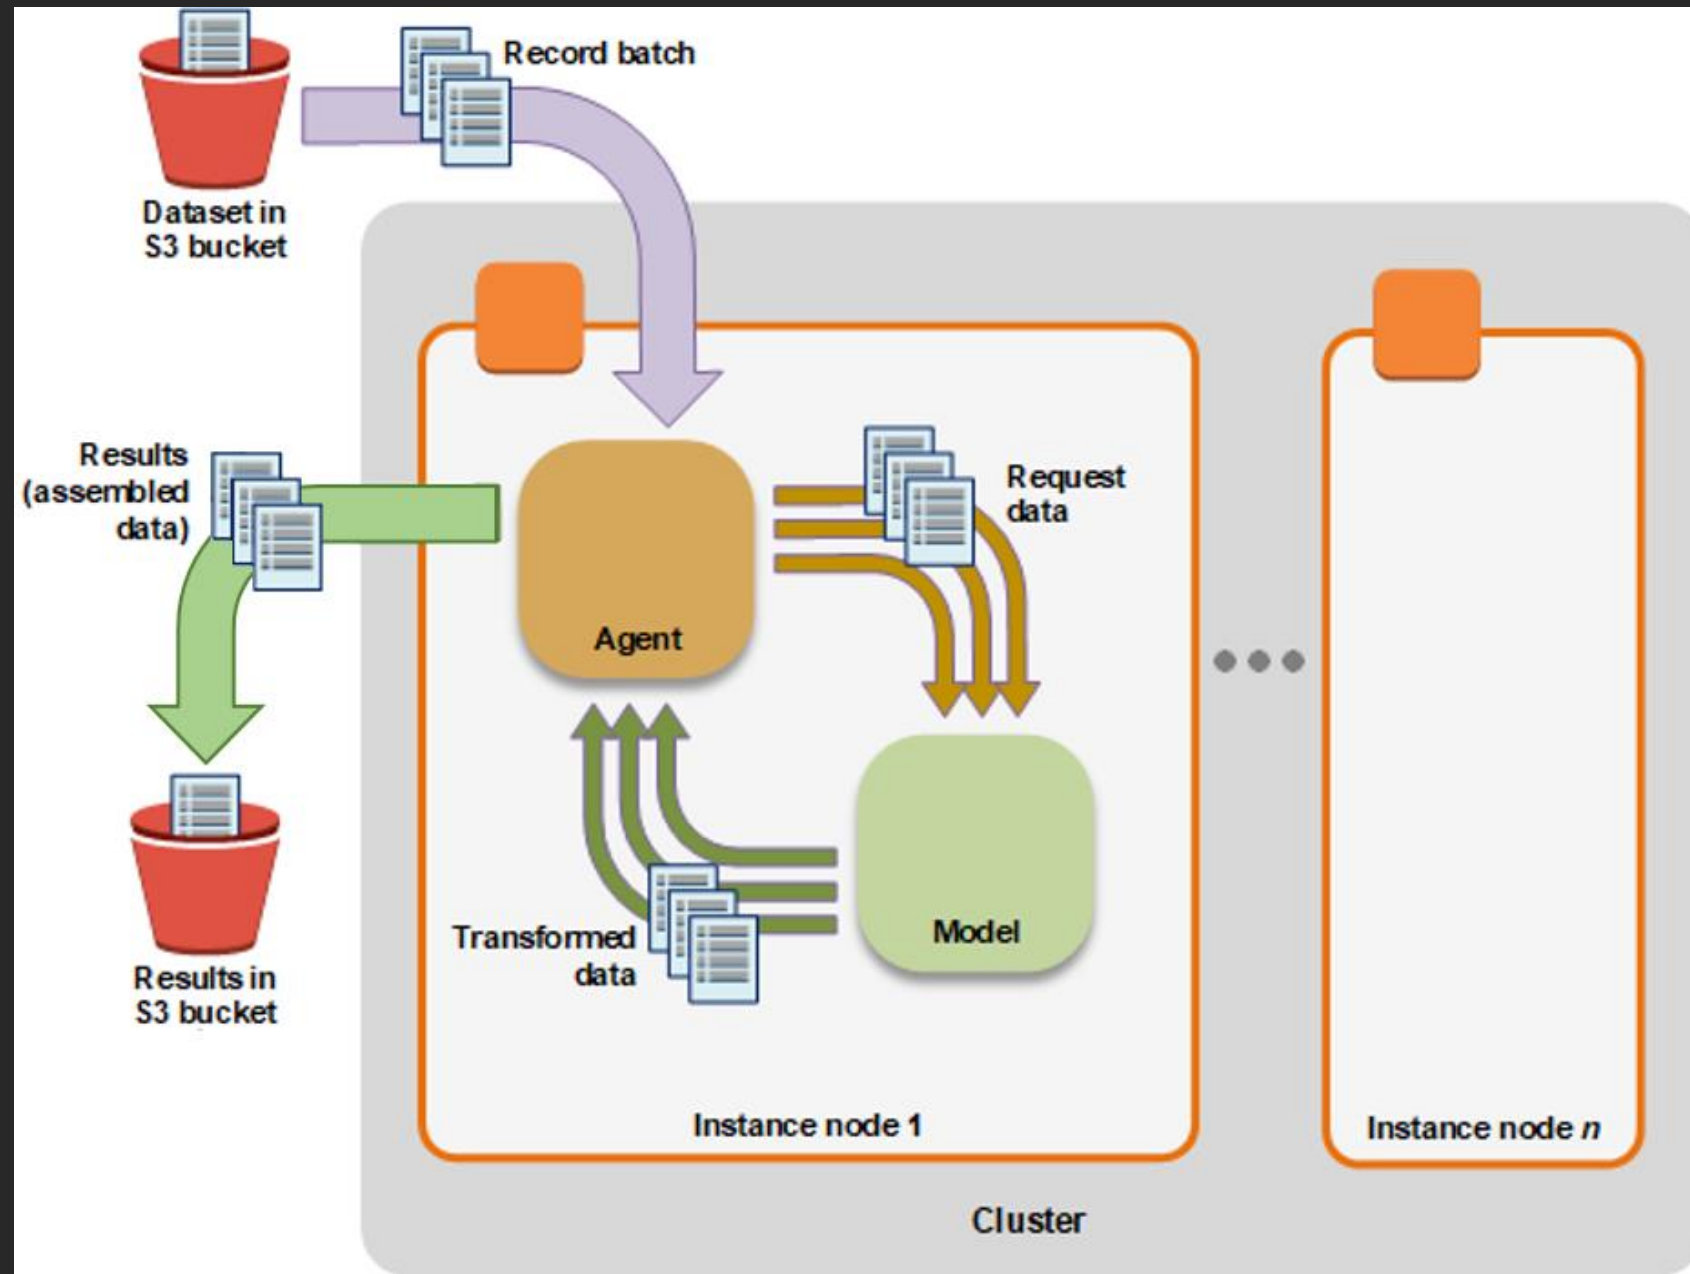 Record batch
Dataset in
S3 bucket
Results
(assembled
data)
Request
data
Agent
Transformed
data
Model
Results in
S3 bucket
Instance node 1
Instance node n
Cluster